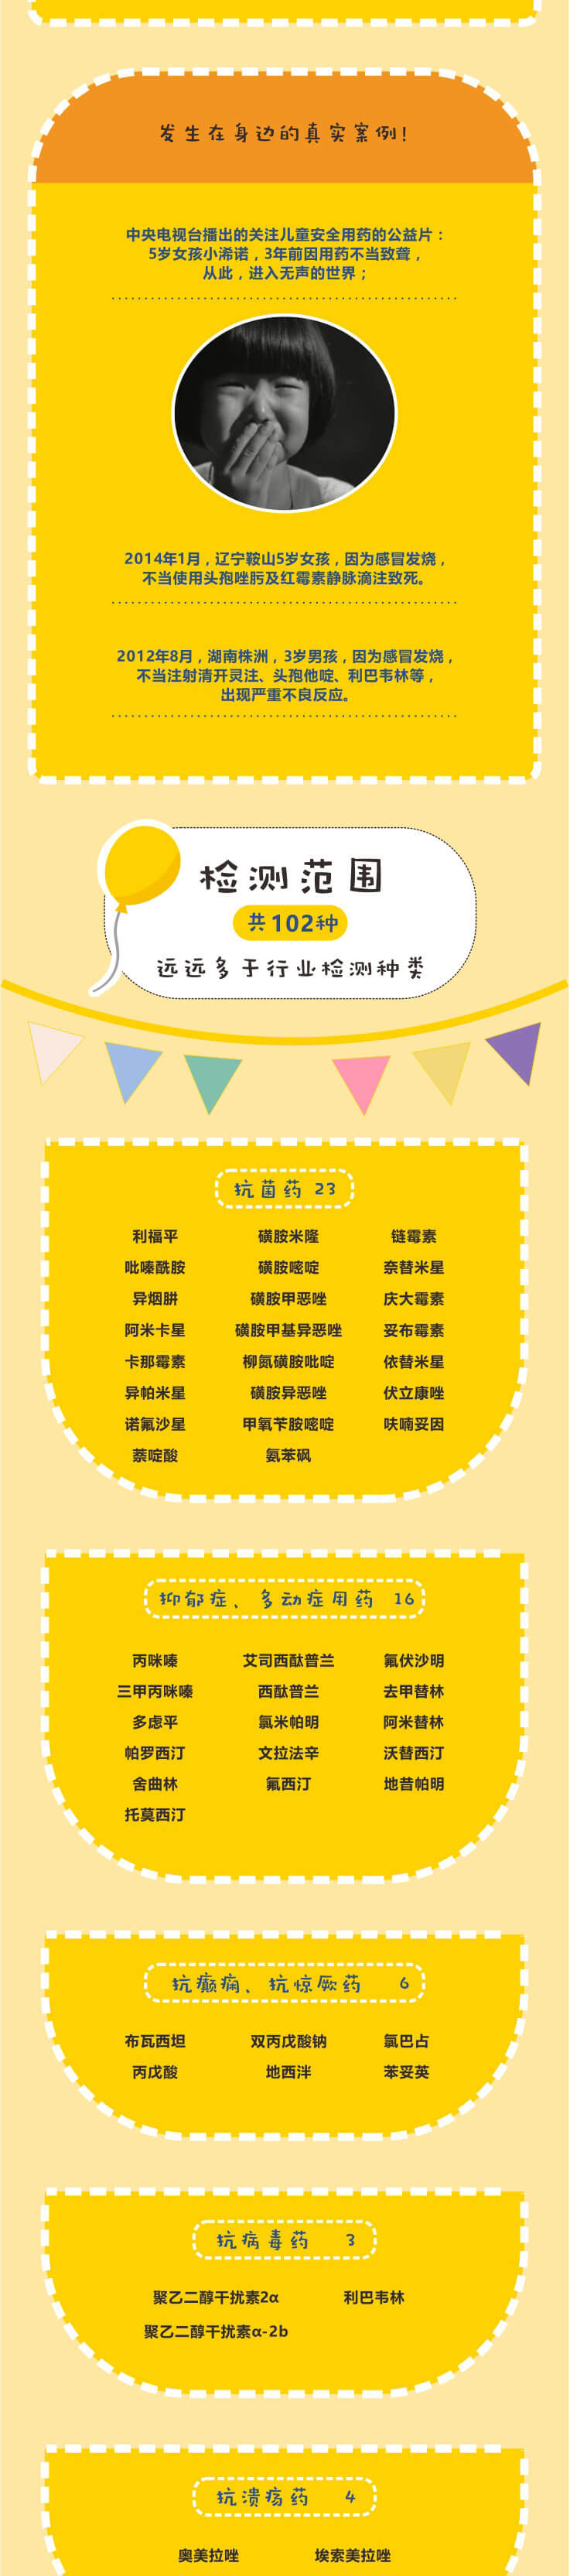 发生在身边的真实案例!
中央电视台播出的关注儿童安全用药的公益片：
5岁女孩小浠诺，3年前因用药不当致聋，
从此，进入无声的世界；
2014年1月，辽宁鞍山5岁女孩，因为感冒发烧，
不当使用头孢唑肟及红霉素静脉滴注致死。
2012年8月，湖南株洲，3岁男孩，因为感冒发烧，
不当注射清开灵注、头孢他啶、利巴韦林等，
出现严重不良反应。
检测范围
共102种
远远多于行业检测种类
抗菌药 23
利福平 磺胺米隆 链霉素
吡嗪酰胺 磺胺嘧啶 奈替米星
异烟肼 磺胺甲恶唑 庆大霉素
阿米卡星 磺胺甲基异恶唑 妥布霉素
卡那霉素 柳氮磺胺吡啶 依替米星
异帕米星 磺胺异恶唑 伏立康唑
诺氟沙星 甲氧苄胺嘧啶 呋喃妥因
萘啶酸 氨苯砜
抑郁症、多动症用药 16
丙咪嗪 艾司西酞普兰 氟伏沙明
三甲丙咪嗪 西酞普兰 去甲替林
多虑平 氯米帕明 阿米替林
帕罗西汀 文拉法辛 沃替西汀
舍曲林 氟西汀 地昔帕明
托莫西汀
抗癫痫、抗惊厥药 6
布瓦西坦 双丙戊酸钠 氯巴占
丙戊酸 地西泮 苯妥英
抗病毒药 3
聚乙二醇干扰素2α 利巴韦林
聚乙二醇干扰素α-2b
抗溃疡药 4
奥美拉唑 埃索美拉唑